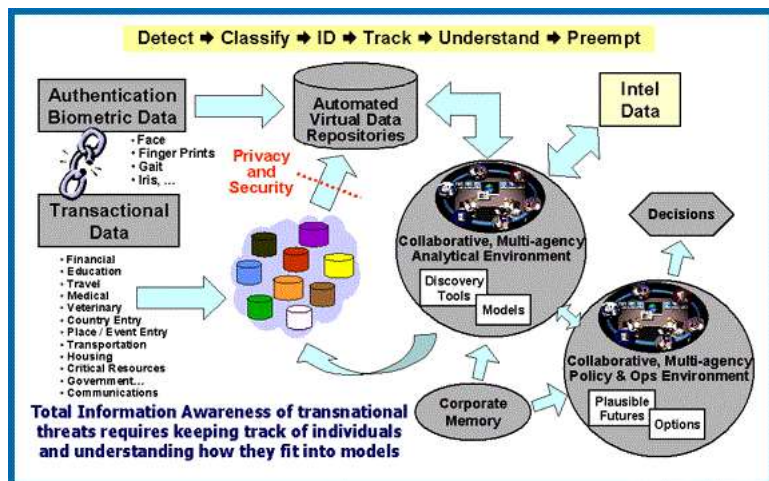 Detect ➔ Classify ➔ ID ➔ Track ➔ Understand ➔ Preempt
Authentication
Biometric Data
• Face
• Finger Prints
• Gait
• Iris, ...
Transactional
Data
• Financial
• Education
• Travel
• Medical
• Veterinary
• Country Entry
• Place / Event Entry
• Transportation
• Housing
• Critical Resources
• Government...
• Communications
Automated
Virtual Data
Repositories
Privacy
and
Security
Intel
Data
Collaborative, Multi-agency
Analytical Environment
Discovery
Tools
Models
Decisions
Collaborative, Multi-agency
Policy & Ops Environment
Plausible
Futures
Options
Corporate
Memory
Total Information Awareness of transnational
threats requires keeping track of individuals
and understanding how they fit into models